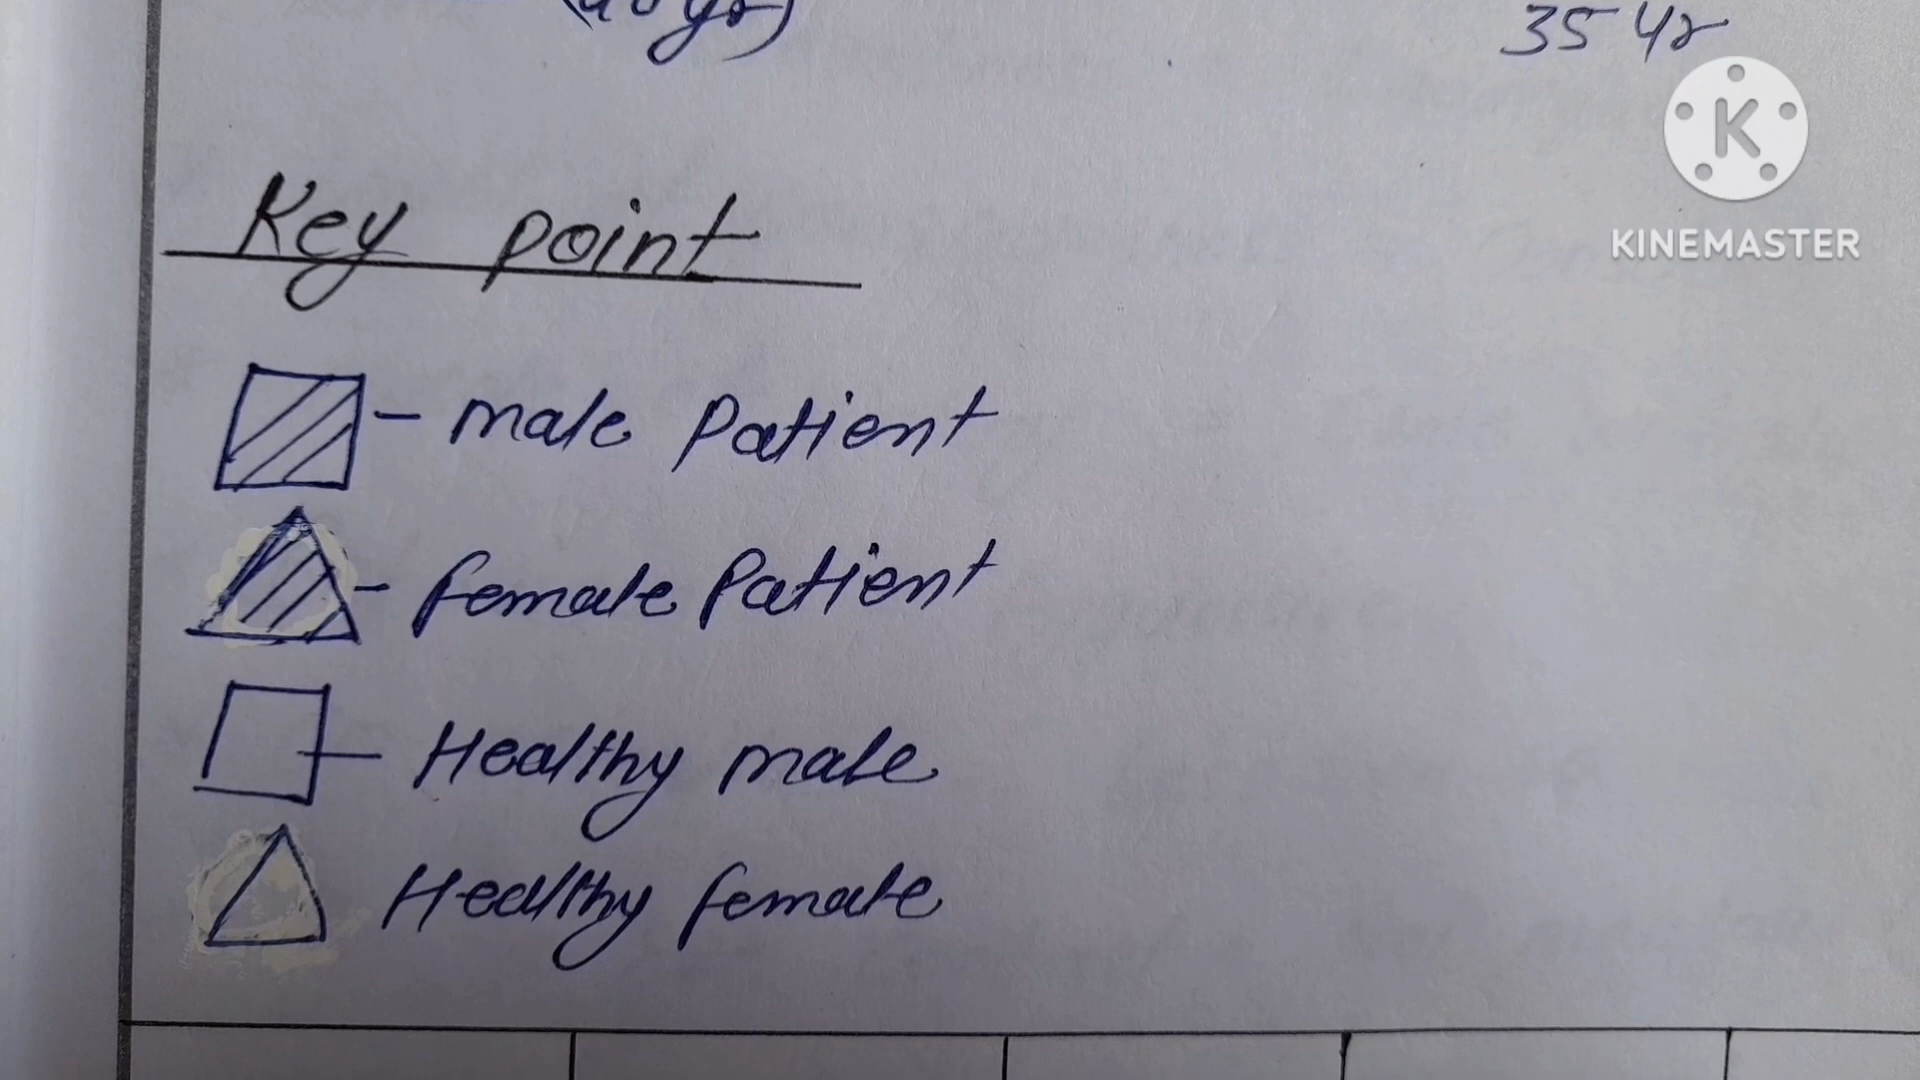 35 yr
K
KINEMASTER
Key point
- male Patient
- female Patient
- Healthy male
Healthy female